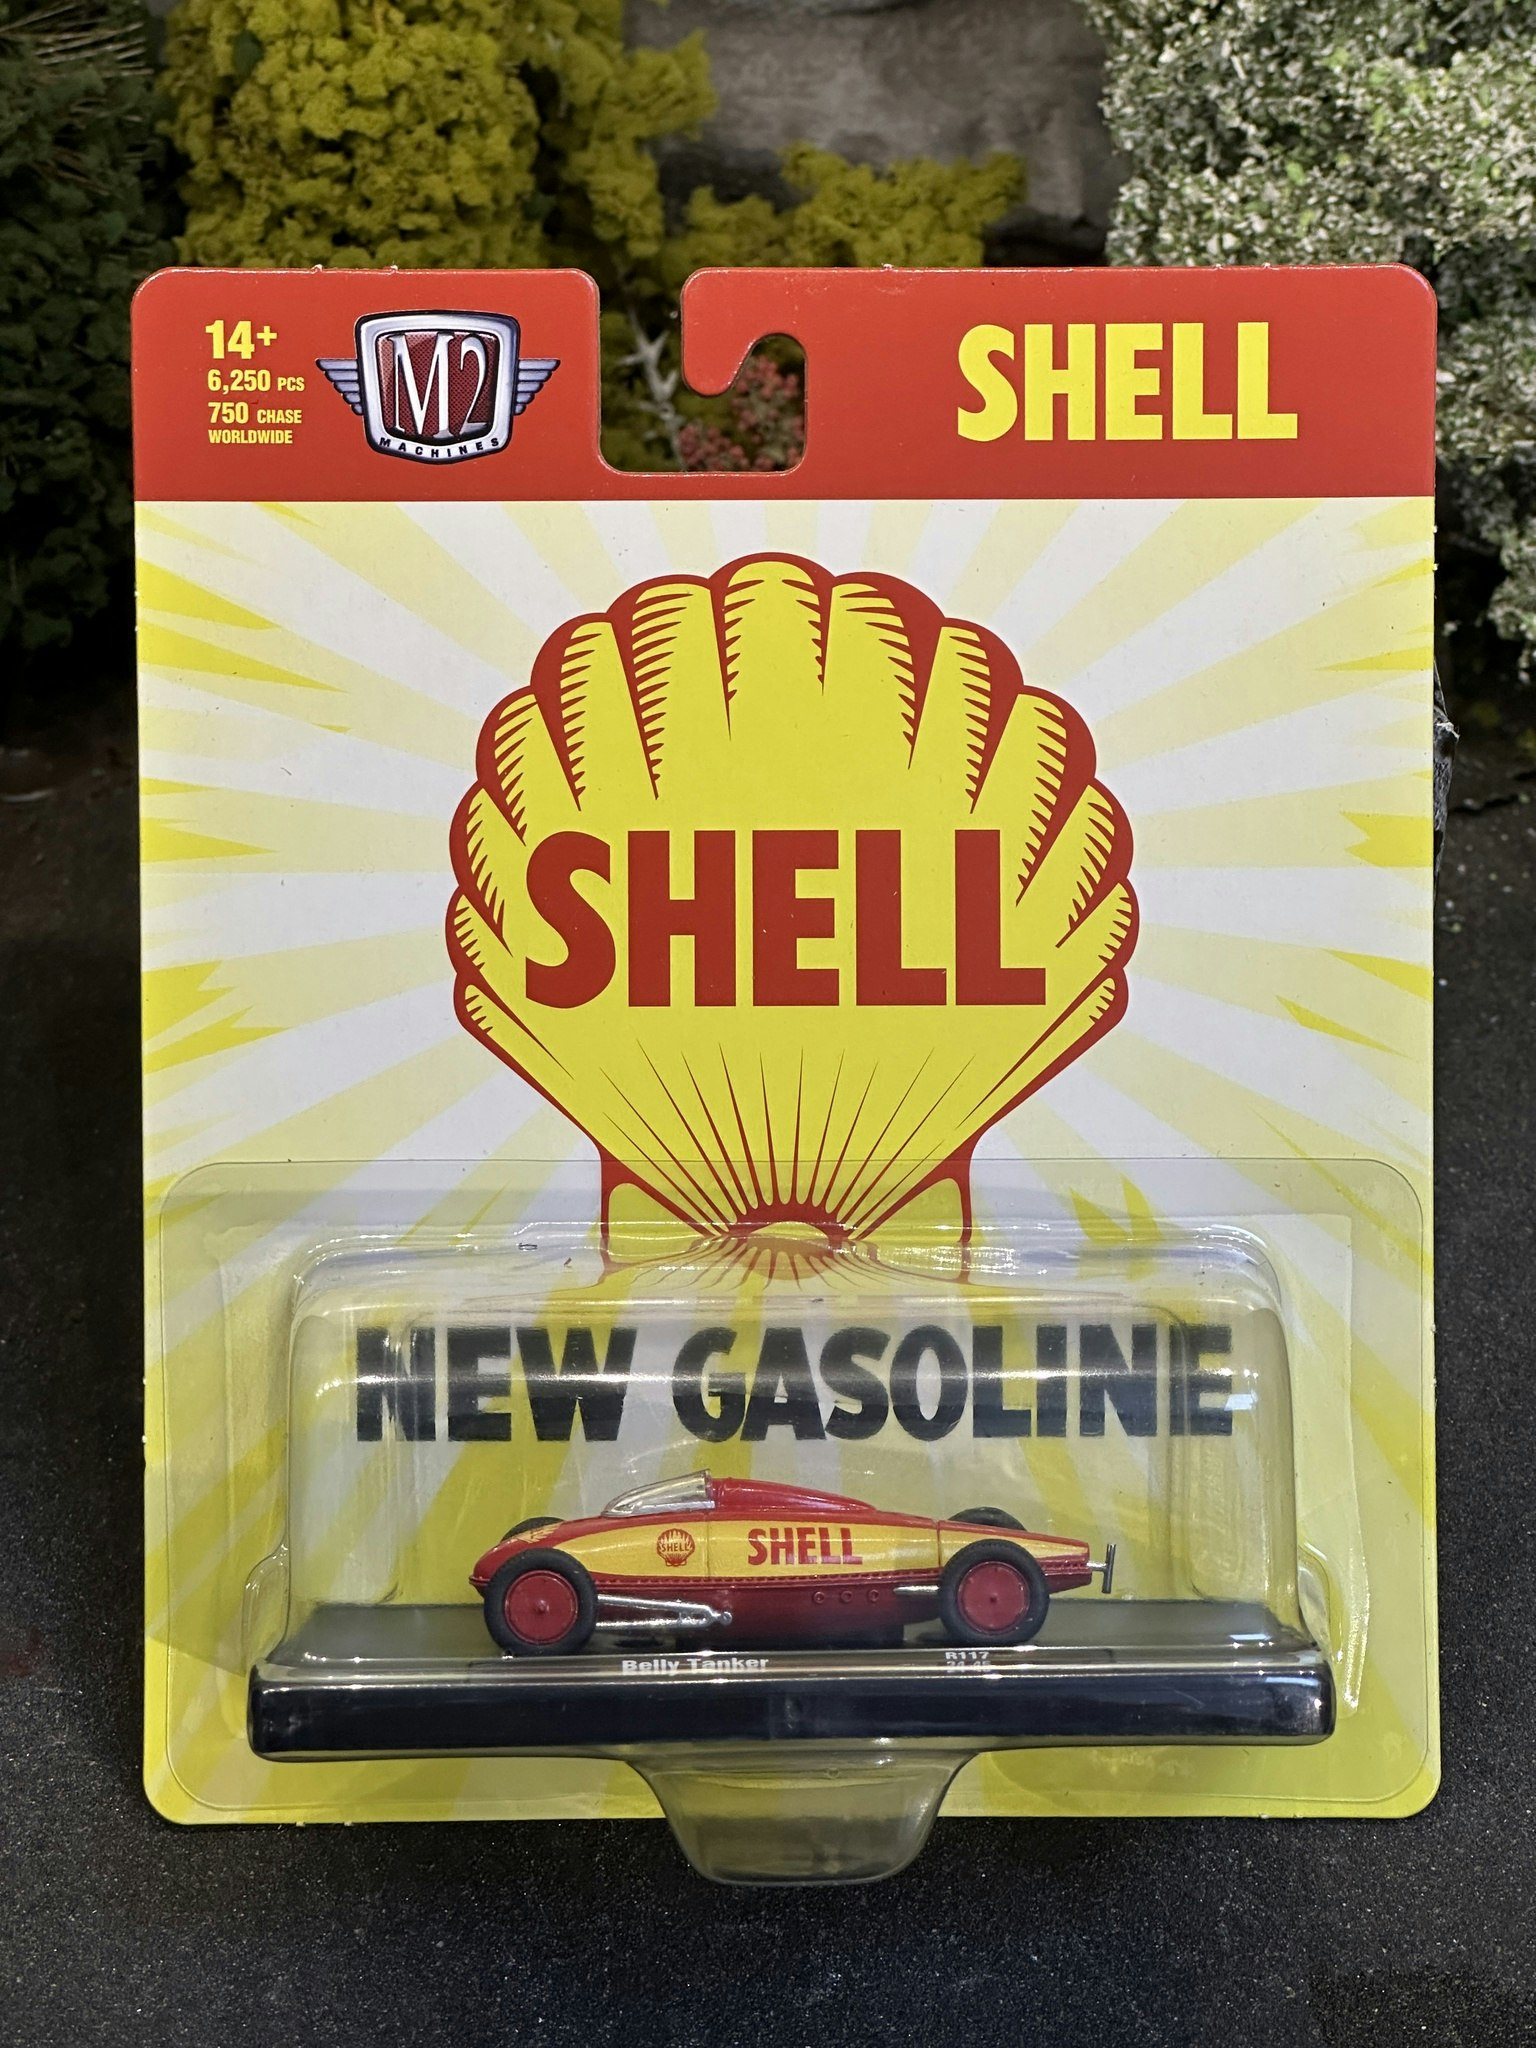 14+
6,250 PCS
750 CHASE
WORLDWIDE
M2
MACHINES
SHELL
SHELL
NEW GASOLINE
SHELL
SHELL
Belly Tanker
R117